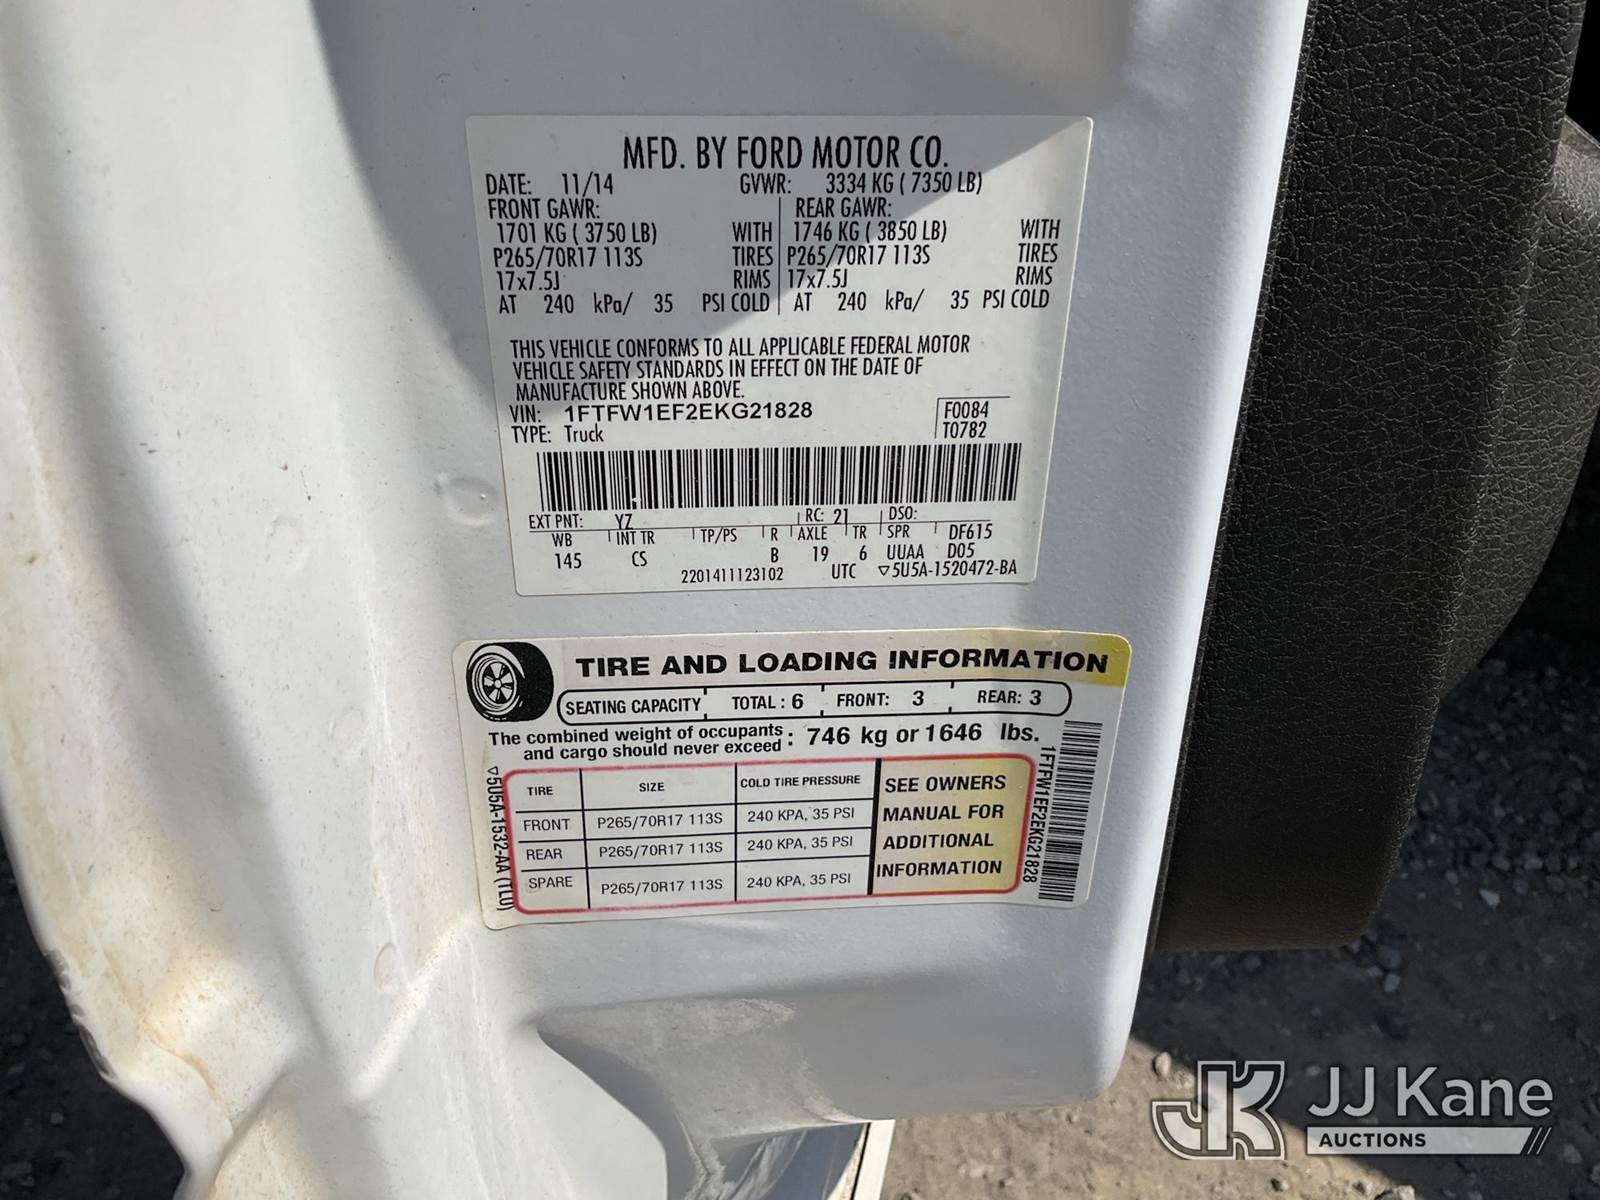 MFD. BY FORD MOTOR CO.
DATE: 11/14 GVWR: 3334 KG ( 7350 LB)
FRONT GAWR: REAR GAWR:
1701 KG ( 3750 LB) WITH 1746 KG ( 3850 LB) WITH
P265/70R17 113S TIRES P265/70R17 113S TIRES
17x7.5J RIMS 17x7.5J RIMS
AT 240 kPa/ 35 PSI COLD AT 240 kPa/ 35 PSI COLD
THIS VEHICLE CONFORMS TO ALL APPLICABLE FEDERAL MOTOR
VEHICLE SAFETY STANDARDS IN EFFECT ON THE DATE OF
MANUFACTURE SHOWN ABOVE.
VIN: 1FTFW1EF2EKG21828 F0084
TYPE: Truck T0782
EXT PNT: YZ RC: 21 DSO:
WB INT TR TP/PS R AXLE TR SPR DF615
145 CS B 19 6 UUAA D05
2201411123102 UTC ▽5U5A-1520472-BA
TIRE AND LOADING INFORMATION
SEATING CAPACITY TOTAL : 6 FRONT: 3 REAR: 3
The combined weight of occupants
and cargo should never exceed : 746 kg or 1646 lbs.
TIRE SIZE COLD TIRE PRESSURE
FRONT P265/70R17 113S 240 KPA, 35 PSI
REAR P265/70R17 113S 240 KPA, 35 PSI
SPARE P265/70R17 113S 240 KPA, 35 PSI
SEE OWNERS
MANUAL FOR
ADDITIONAL
INFORMATION
▽5U5A-1532-AA (TLU)
1FTFW1EF2EKG21828
JK JJ Kane
AUCTIONS